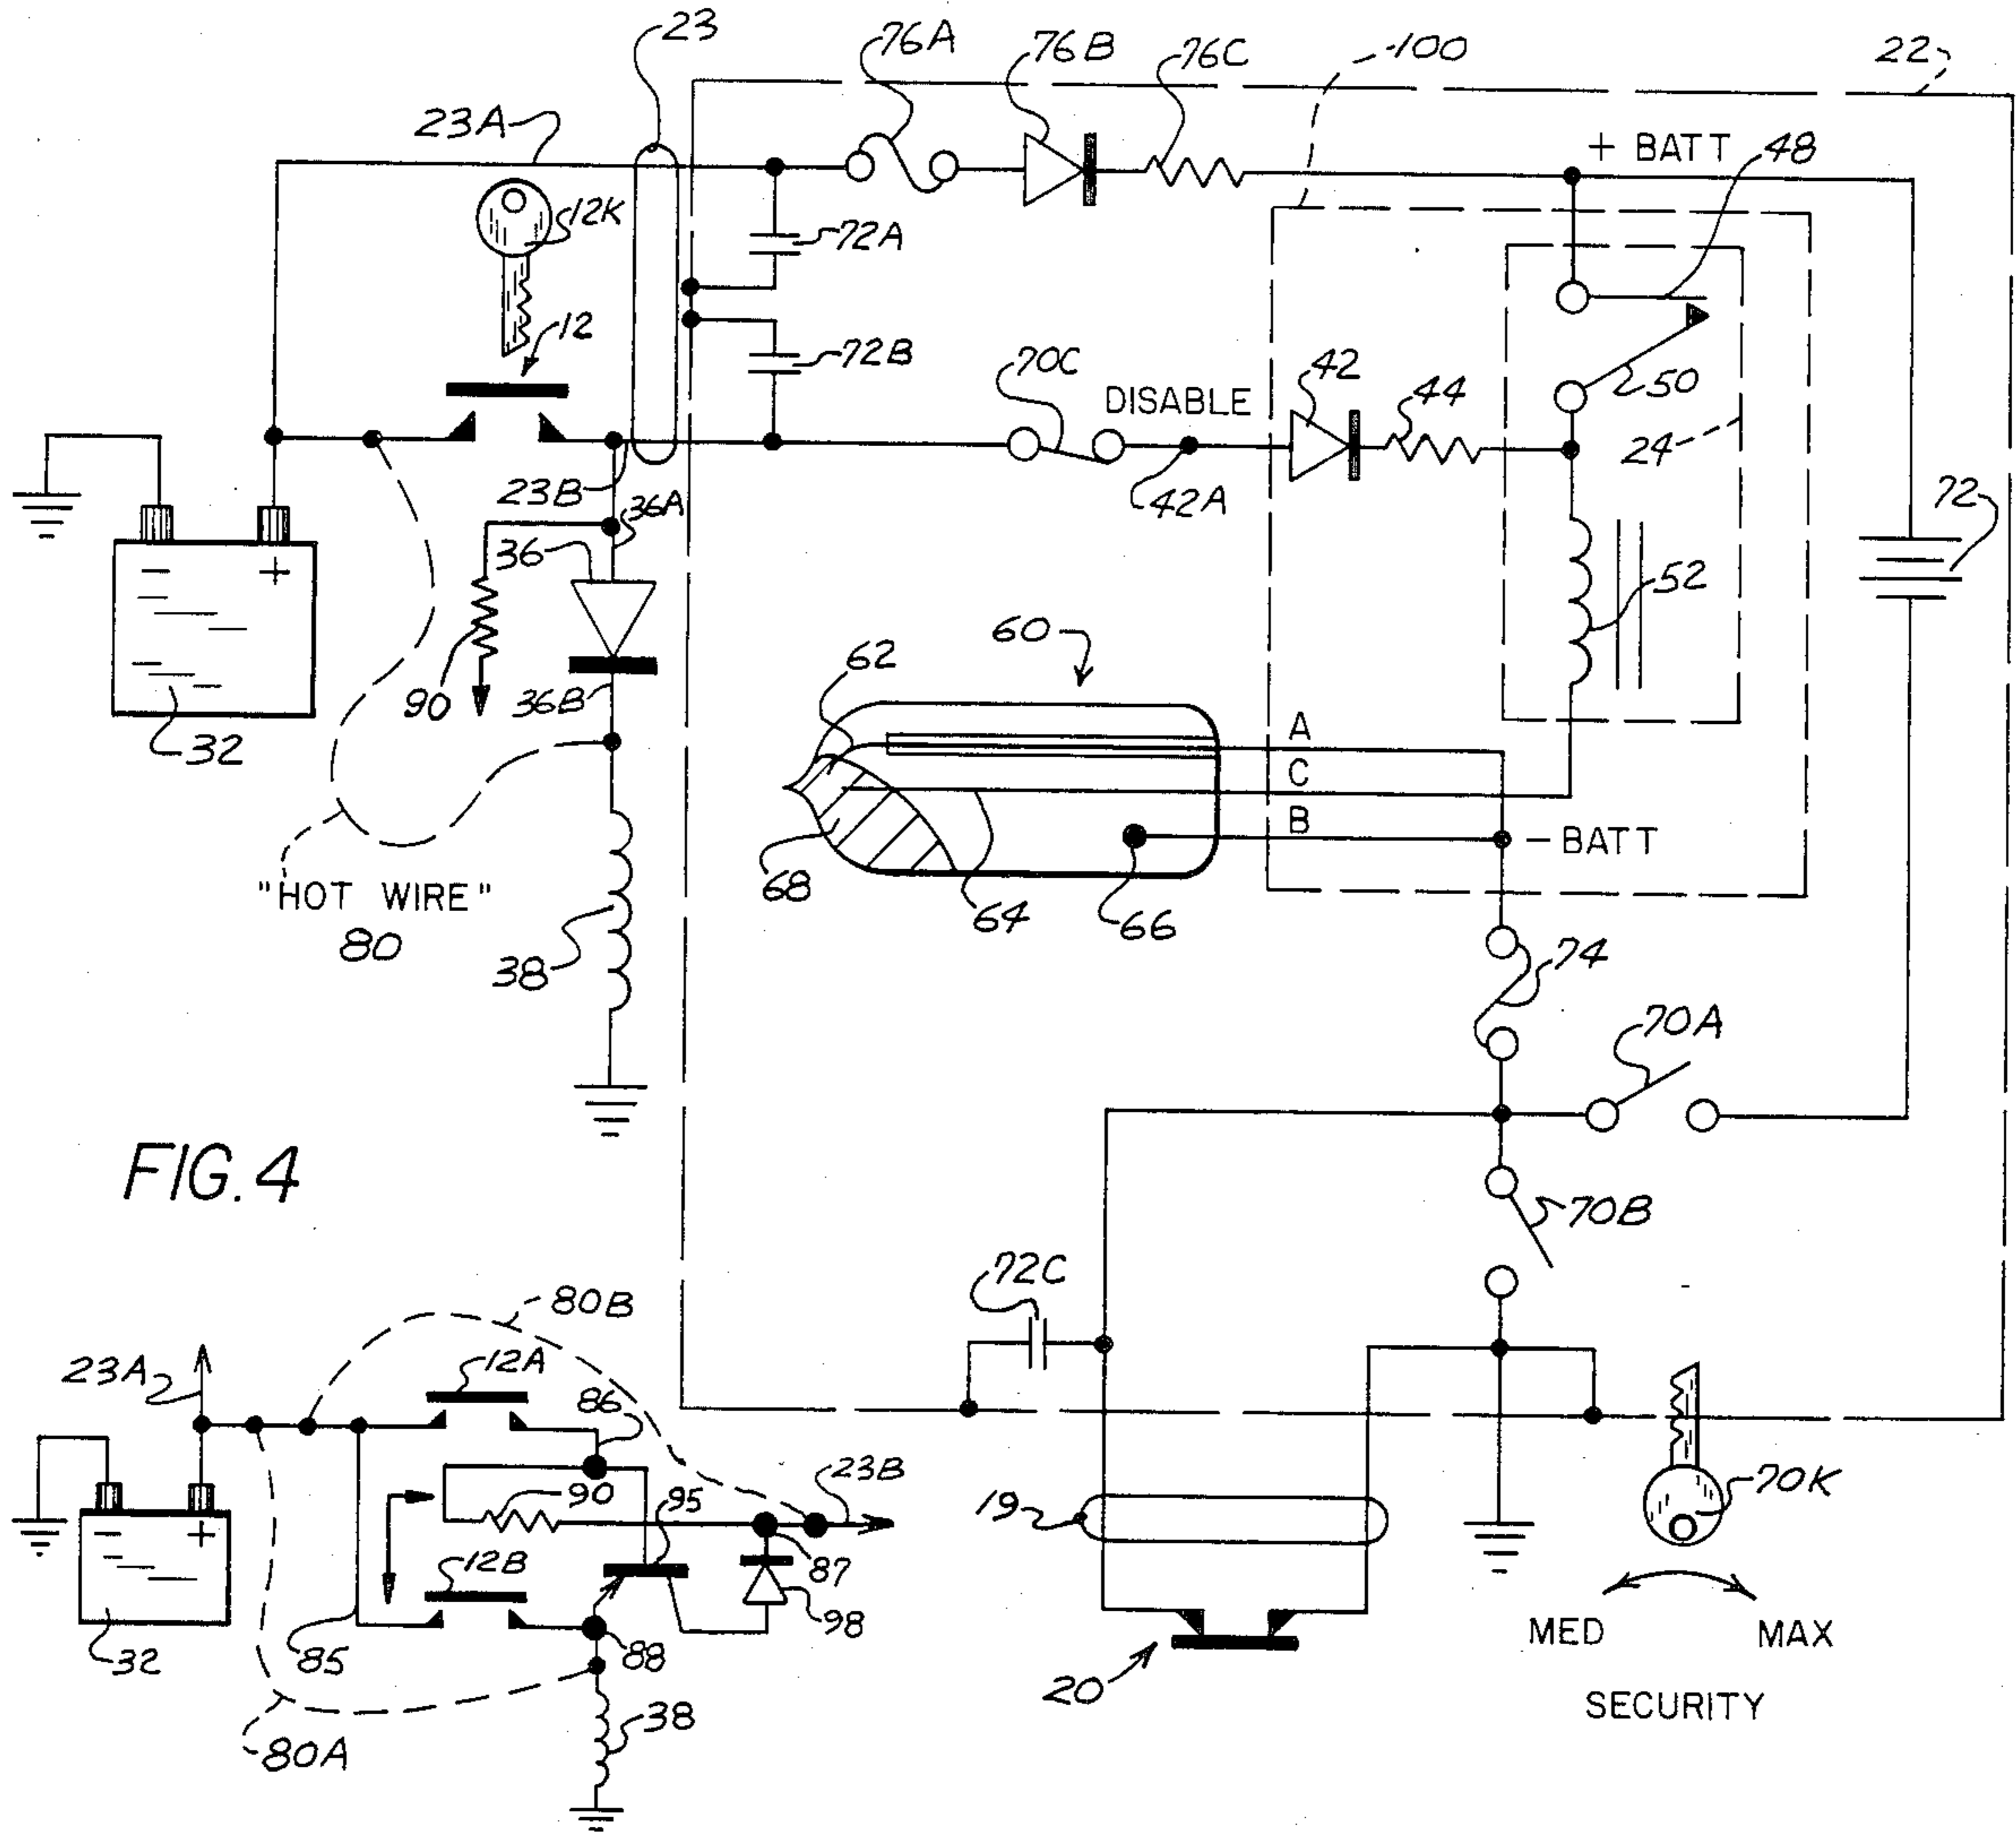 23
76A
76B
76C
100
22
23A
+ BATT
48
12K
72A
12
72B
70C
DISABLE
42
44
50
24
23B
36A
42A
72
36
−
+
52
60
90
36B
62
32
A
C
B
− BATT
68
64
66
"HOT WIRE"
80
38
74
70A
FIG. 4
70B
72C
80B
12A
23A
86
90
95
23B
19
70K
−
+
12B
87
98
32
85
88
MED
MAX
20
SECURITY
38
80A